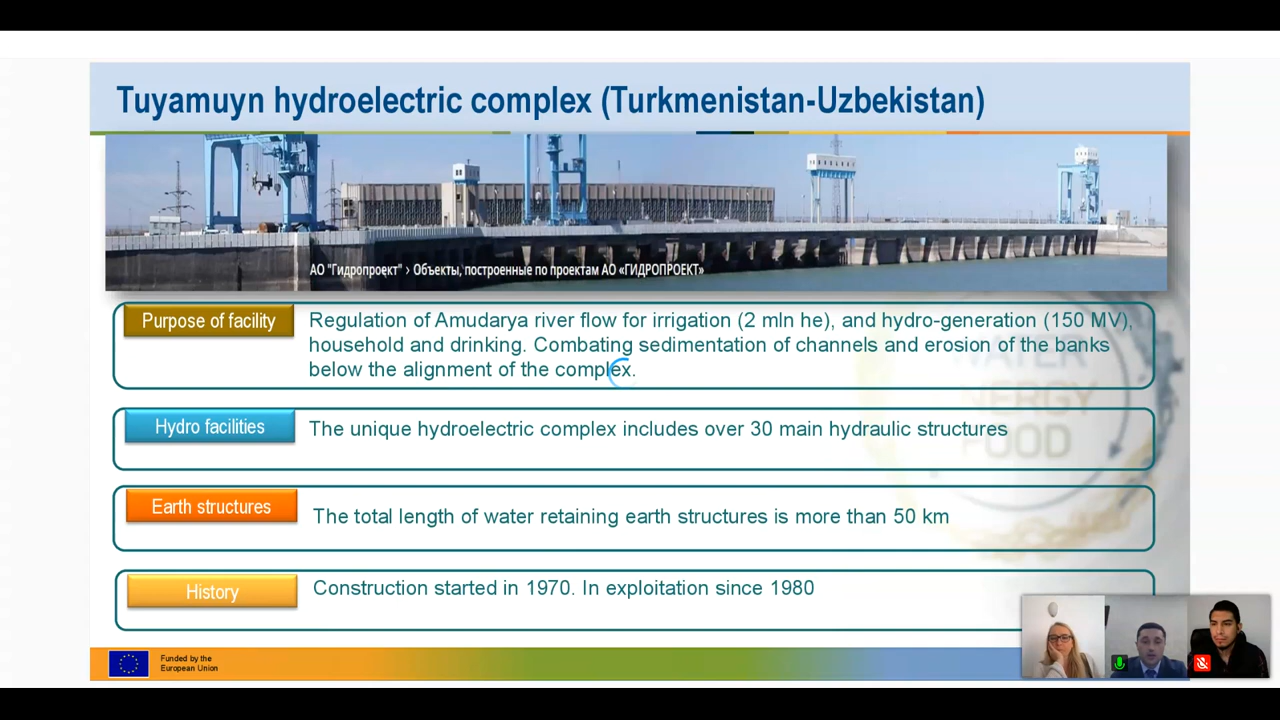 Tuyamuyn hydroelectric complex (Turkmenistan-Uzbekistan)
АО "Гидропроект" › Объекты, построенные по проектам АО «ГИДРОПРОЕКТ»
Purpose of facility
Regulation of Amudarya river flow for irrigation (2 mln he), and hydro-generation (150 MV),
household and drinking. Combating sedimentation of channels and erosion of the banks
below the alignment of the complex.
WATER
ENERGY
FOOD
Hydro facilities
The unique hydroelectric complex includes over 30 main hydraulic structures
Earth structures
The total length of water retaining earth structures is more than 50 km
History
Construction started in 1970. In exploitation since 1980
Funded by the
European Union